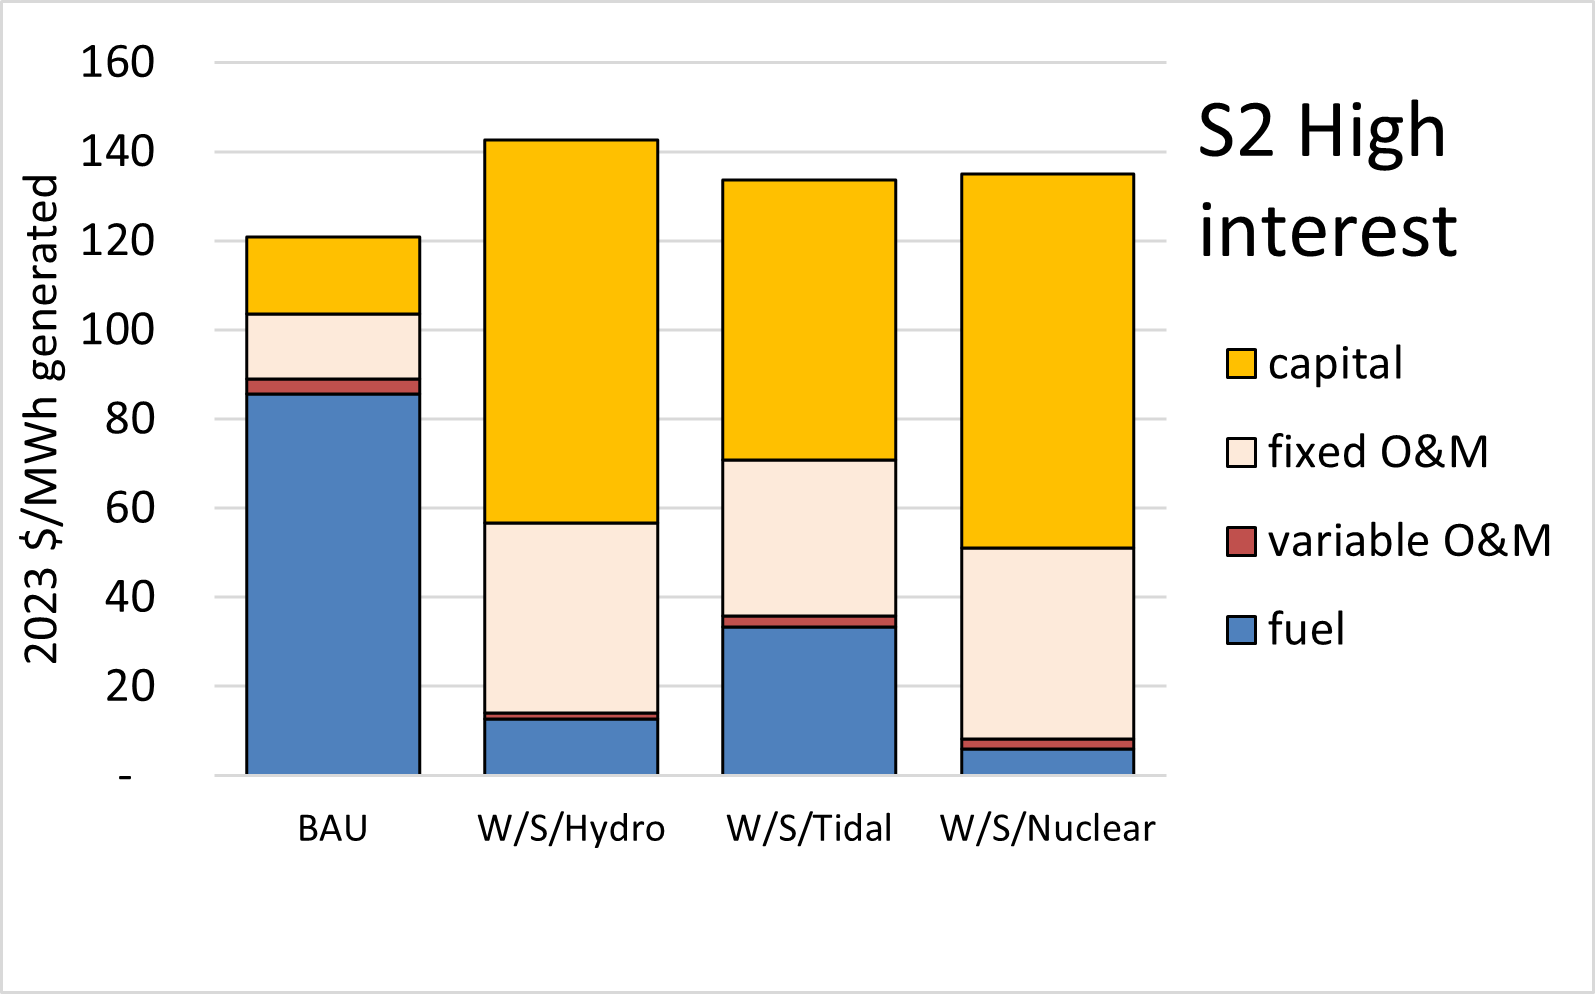 160
140
120
100
80
60
40
20
-
2023 $/MWh generated
BAU
W/S/Hydro
W/S/Tidal
W/S/Nuclear
S2 High
interest
capital
fixed O&M
variable O&M
fuel